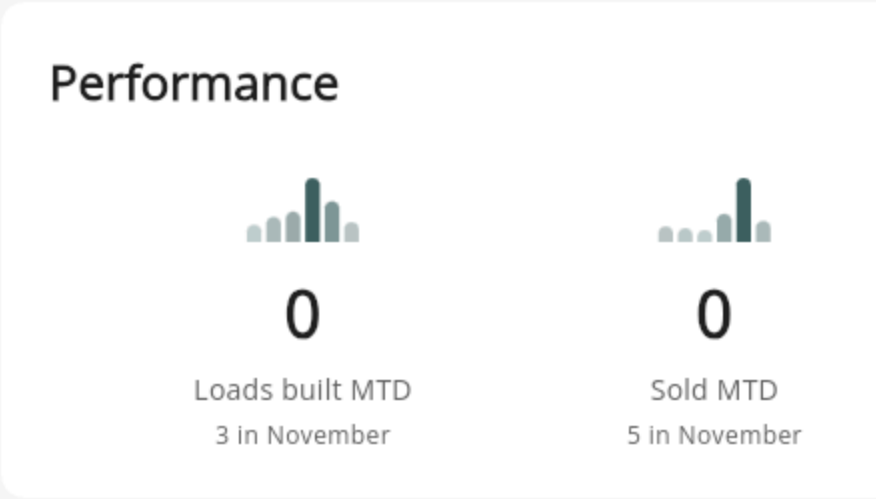 Performance
0
0
Loads built MTD
Sold MTD
3 in November
5 in November